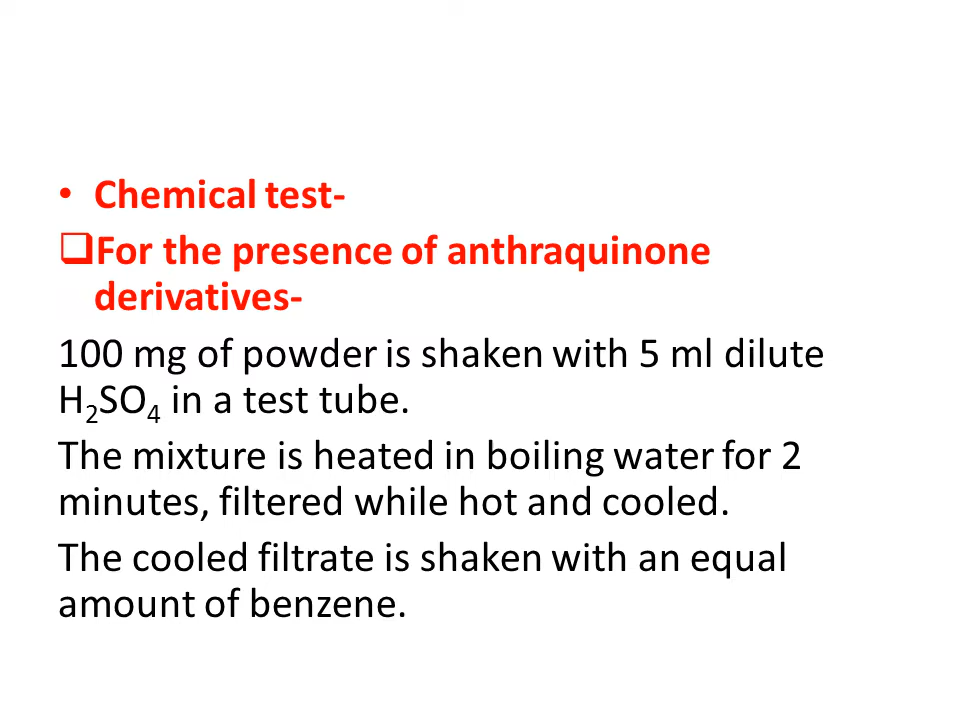 • Chemical test-
❑For the presence of anthraquinone
derivatives-
100 mg of powder is shaken with 5 ml dilute
H₂SO₄ in a test tube.
The mixture is heated in boiling water for 2
minutes, filtered while hot and cooled.
The cooled filtrate is shaken with an equal
amount of benzene.